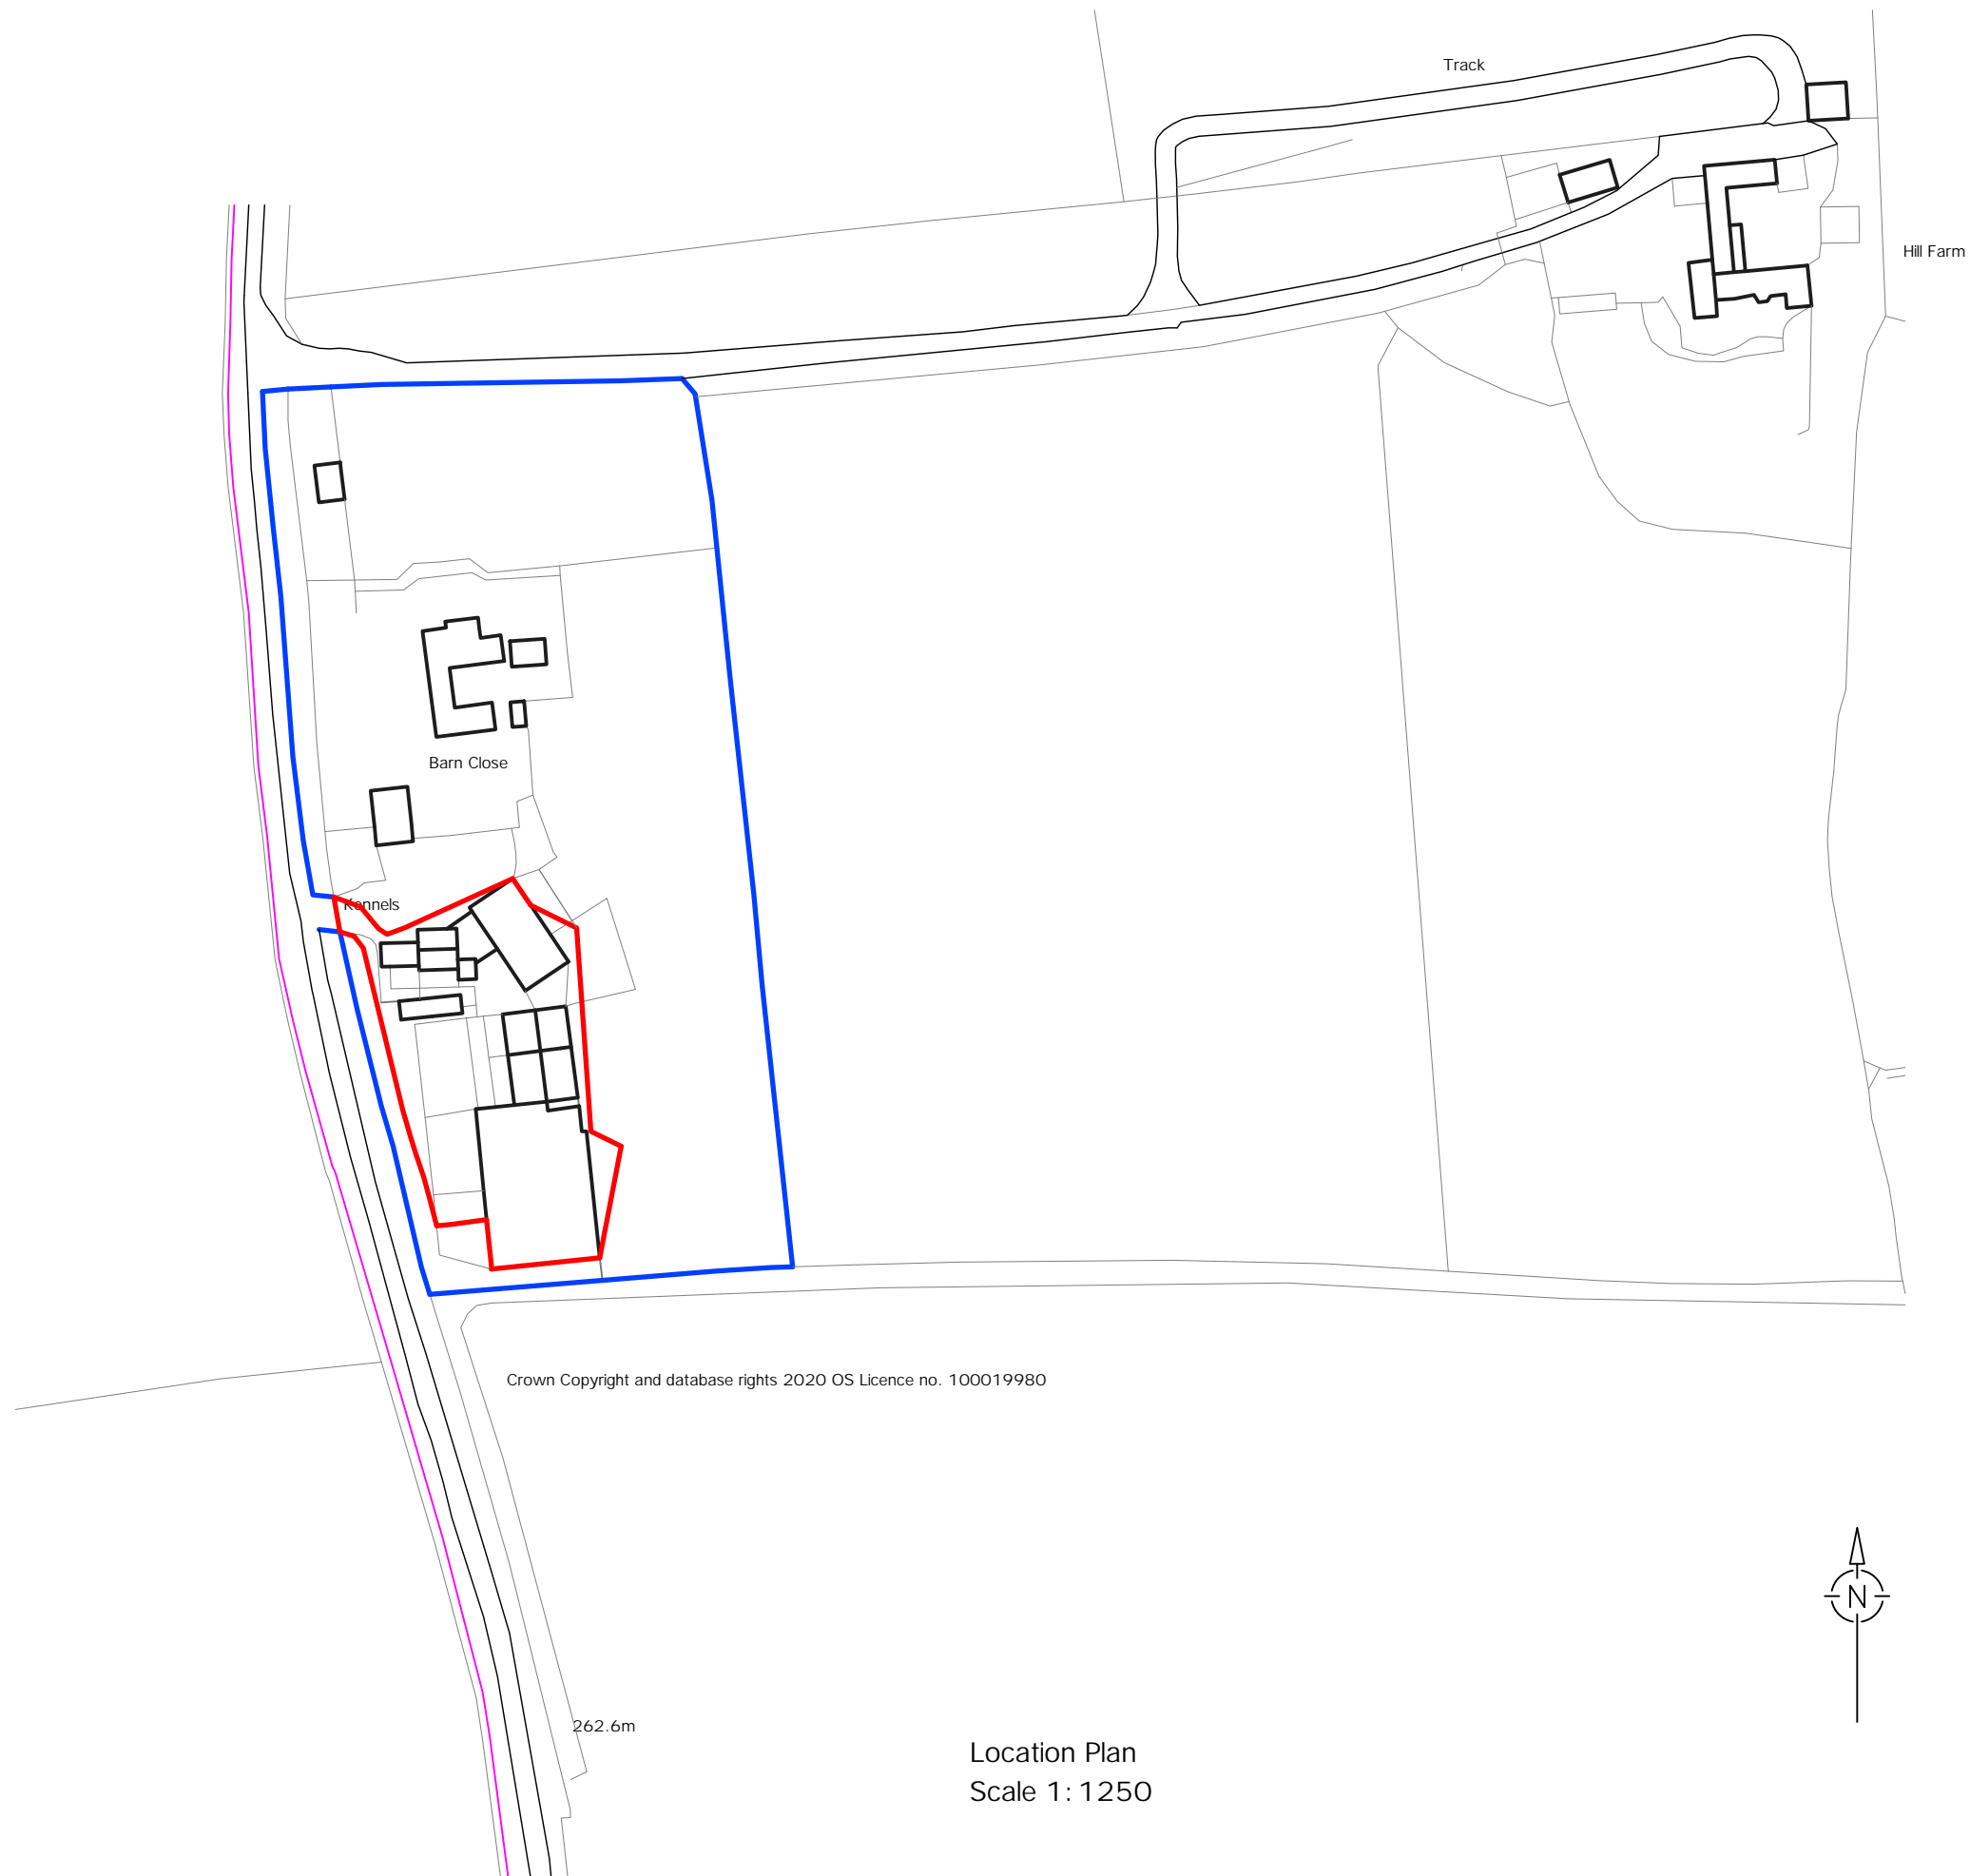 Track
Hill Farm
Barn Close
Kennels
Crown Copyright and database rights 2020 OS Licence no. 100019980
N
262.6m
Location Plan
Scale 1:1250